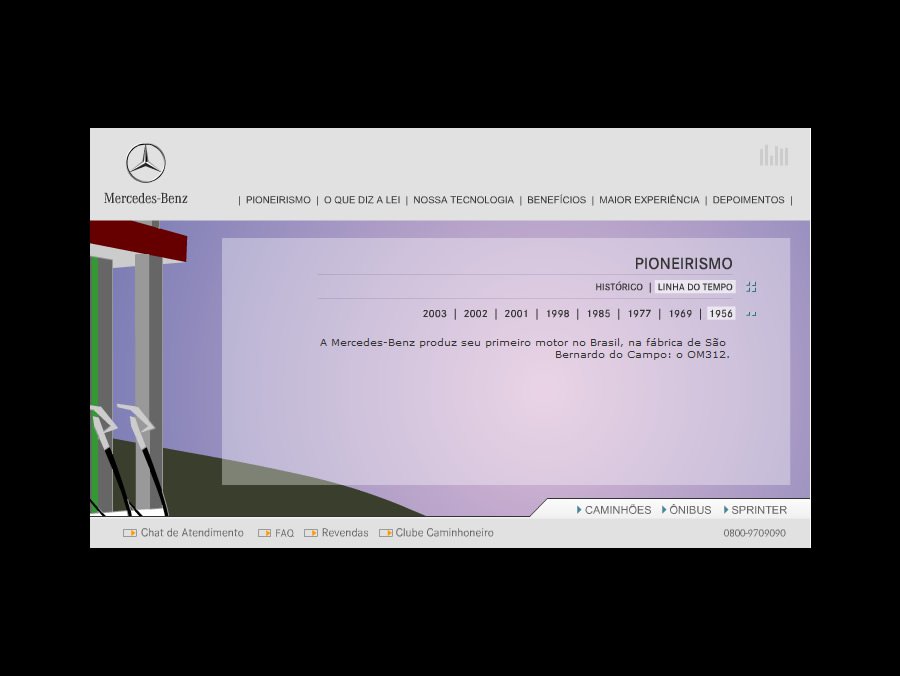 Mercedes-Benz
| PIONEIRISMO | O QUE DIZ A LEI | NOSSA TECNOLOGIA | BENEFÍCIOS | MAIOR EXPERIÊNCIA | DEPOIMENTOS |
PIONEIRISMO
HISTÓRICO | LINHA DO TEMPO
2003 | 2002 | 2001 | 1998 | 1985 | 1977 | 1969 | 1956
A Mercedes-Benz produz seu primeiro motor no Brasil, na fábrica de São
Bernardo do Campo: o OM312.
CAMINHÕES ÔNIBUS SPRINTER
Chat de Atendimento FAQ Revendas Clube Caminhoneiro 0800-9709090